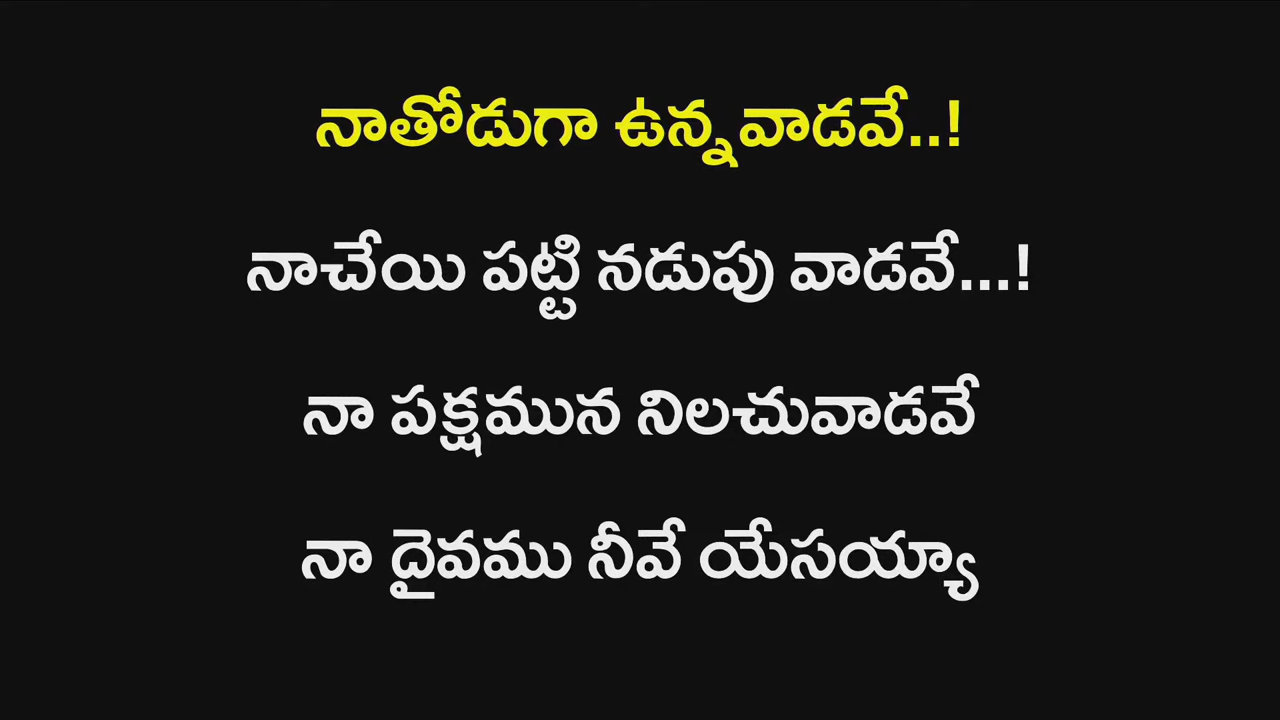 నాతోడుగా ఉన్నవాడవే..!
నాచేయి పట్టి నడుపు వాడవే...!
నా పక్షమున నిలచువాడవే
నా దైవము నీవే యేసయ్యా